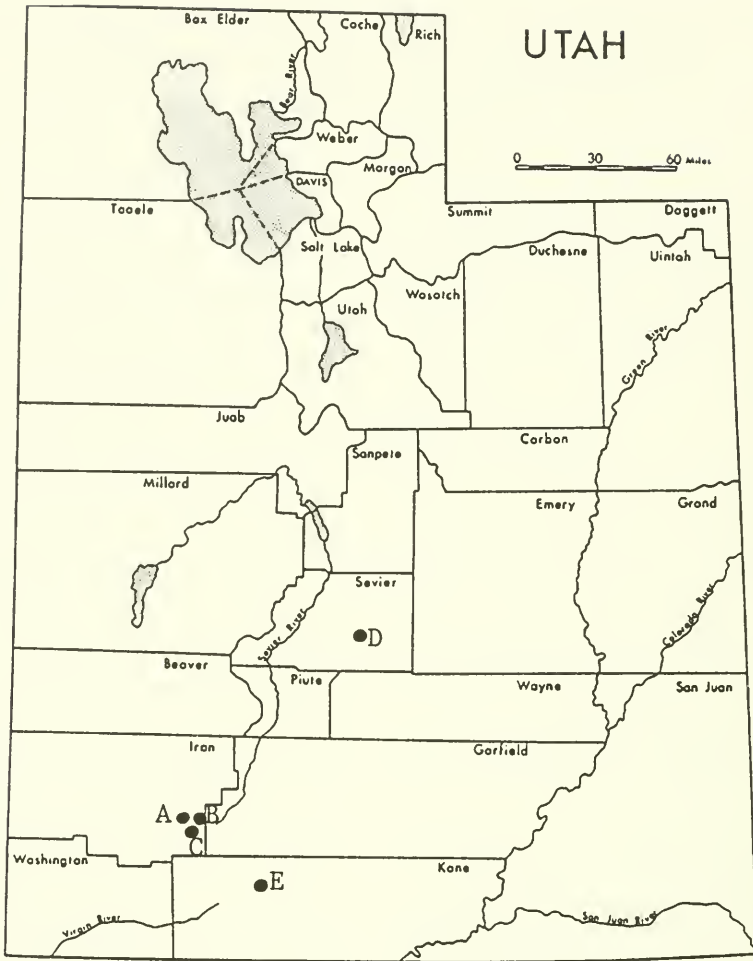 UTAH
Box Elder
Cache
Rich
Bear River
Weber
0 30 60 Miles
Morgan
DAVIS
Tooele
Summit
Daggett
Salt Lake
Duchesne
Uintah
Wasatch
Utah
Green River
Juab
Carbon
Sanpete
Millard
Emery
Grand
Sevier
Colorado River
Sevier River
D
Beaver
Piute
Wayne
San Juan
Iron
Garfield
A
B
C
Washington
Kane
E
Virgin River
San Juan River